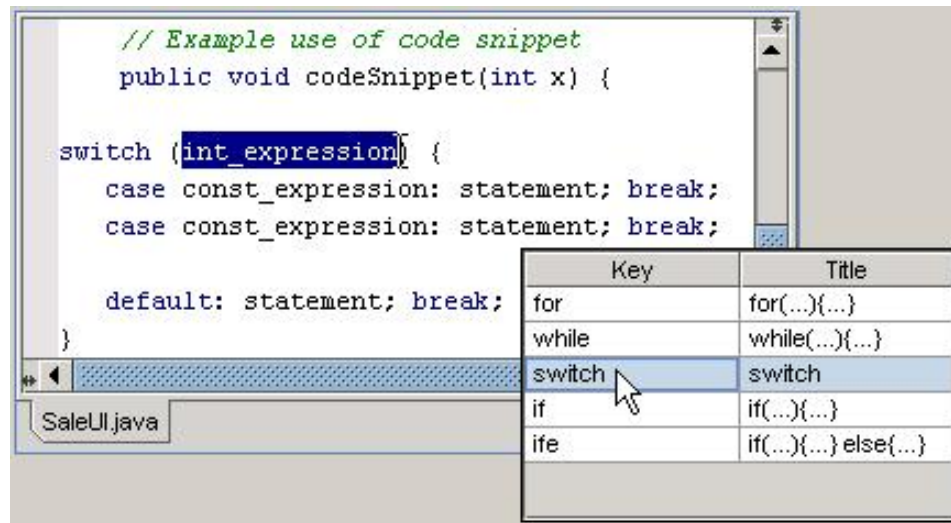 // Example use of code snippet
public void codeSnippet(int x) {
switch (int_expression) {
case const_expression: statement; break;
case const_expression: statement; break;
default: statement; break;
}
SaleUI.java
Key Title
for for(...){...}
while while(...){...}
switch switch
if if(...){...}
ife if(...){...} else{...}